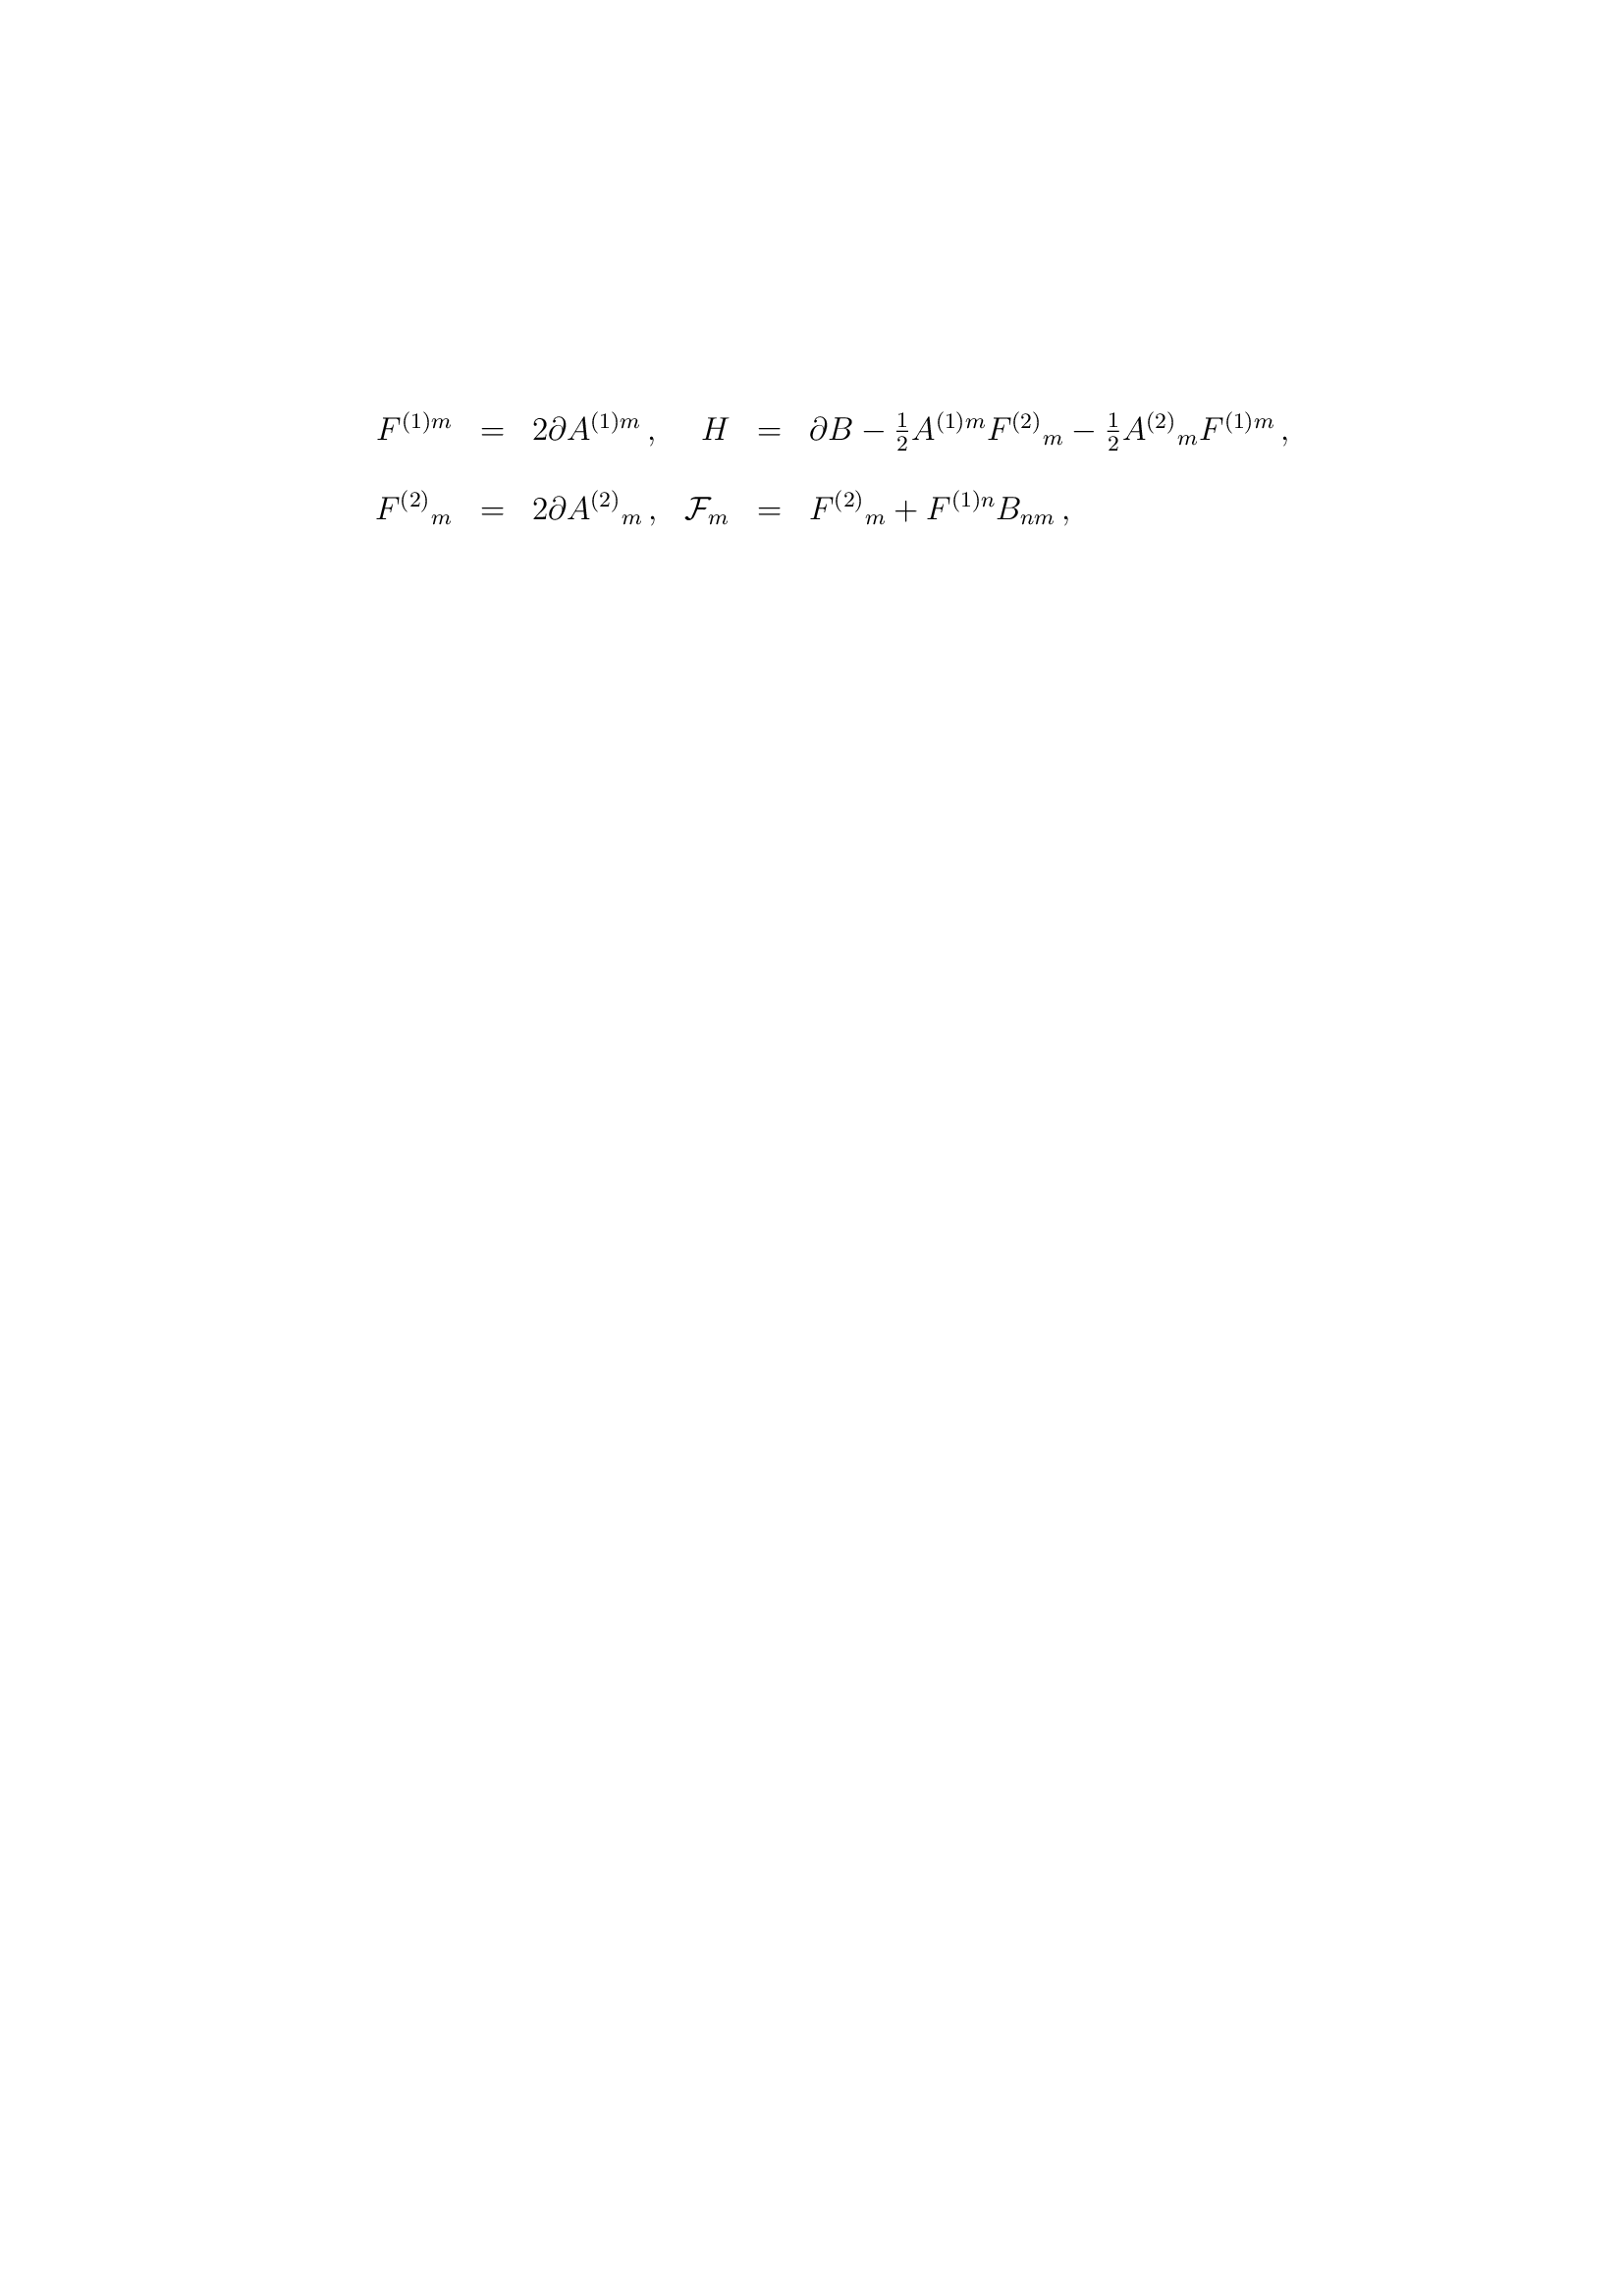 $F^{(1)m} = 2\partial A^{(1)m}\,, \quad H = \partial B - \frac{1}{2} A^{(1)m} F^{(2)}{}_m - \frac{1}{2} A^{(2)}{}_m F^{(1)m}\,,$
$F^{(2)}{}_m = 2\partial A^{(2)}{}_m\,, \quad \mathcal{F}_m = F^{(2)}{}_m + F^{(1)n} B_{nm}\,,$